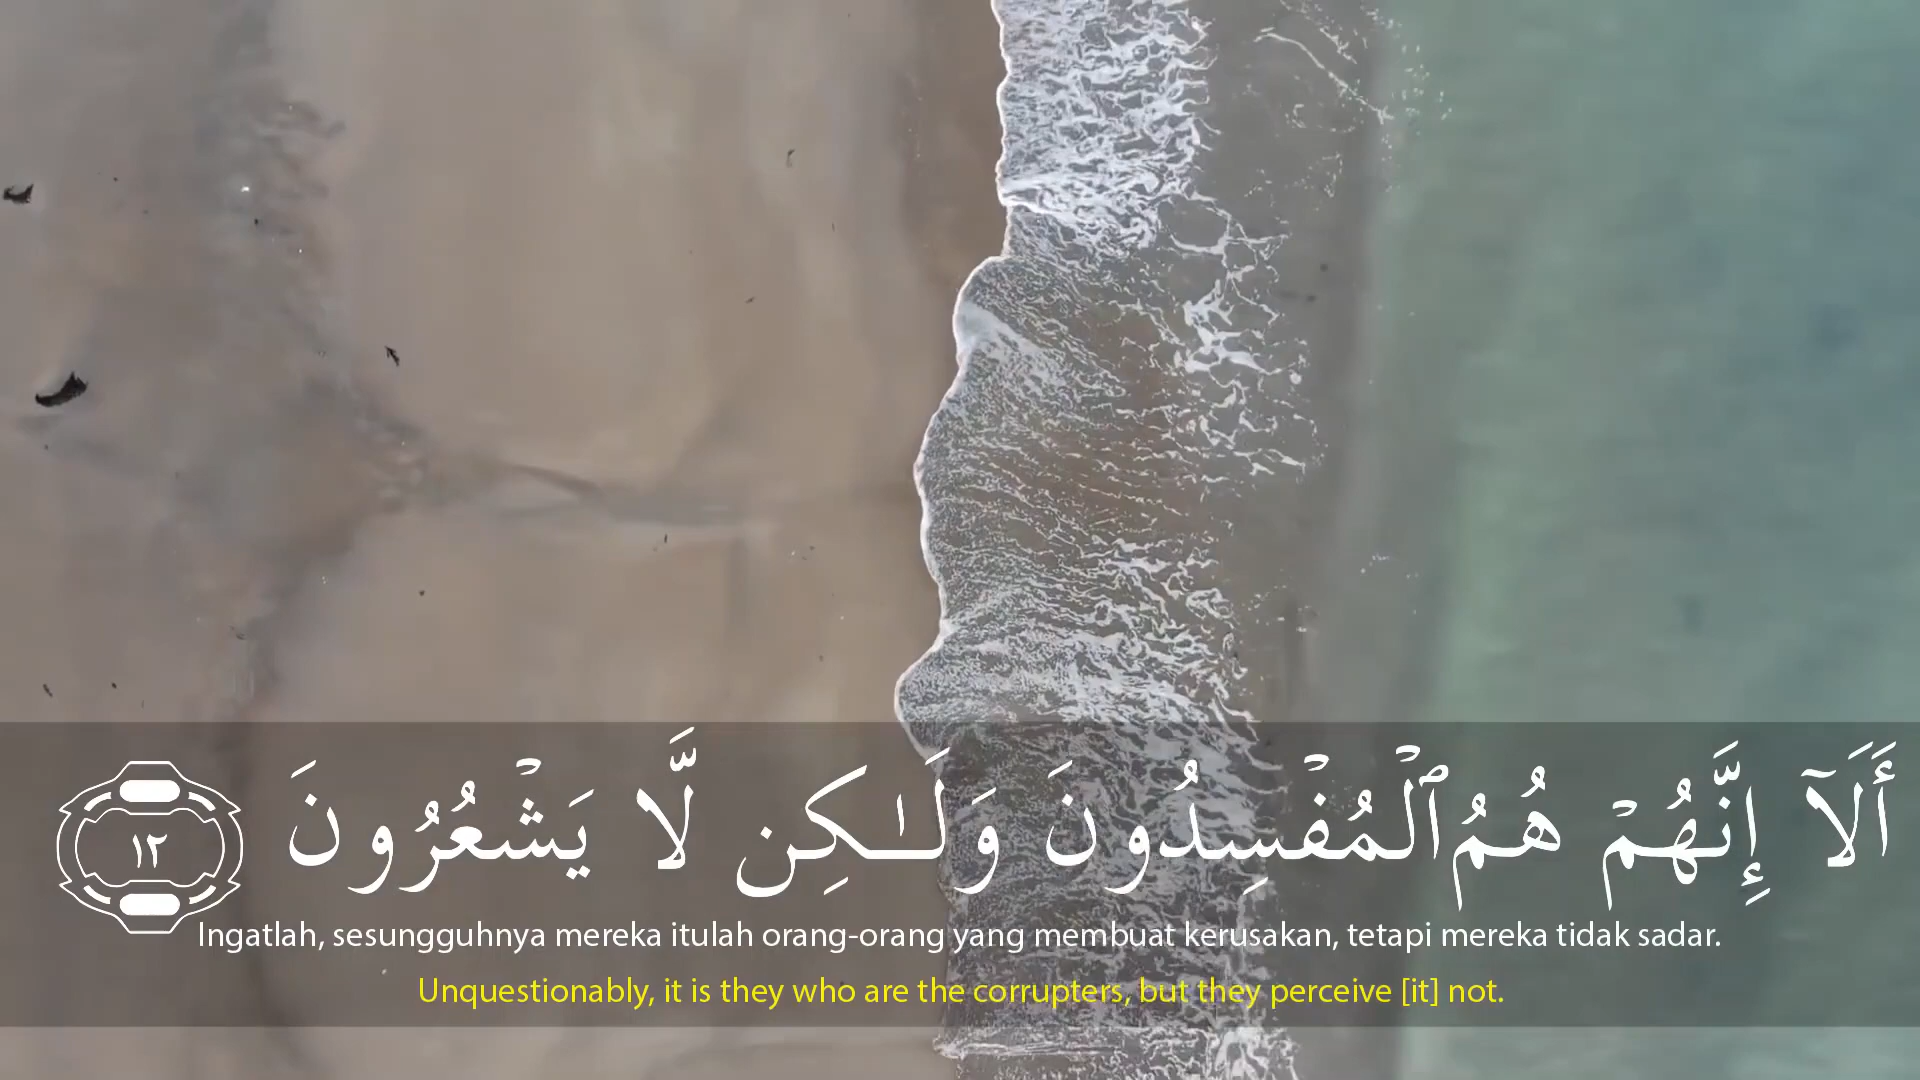 أَلَآ إِنَّهُمْ هُمُ ٱلْمُفْسِدُونَ وَلَـٰكِن لَّا يَشْعُرُونَ ١٢
Ingatlah, sesungguhnya mereka itulah orang-orang yang membuat kerusakan, tetapi mereka tidak sadar.
Unquestionably, it is they who are the corrupters, but they perceive [it] not.